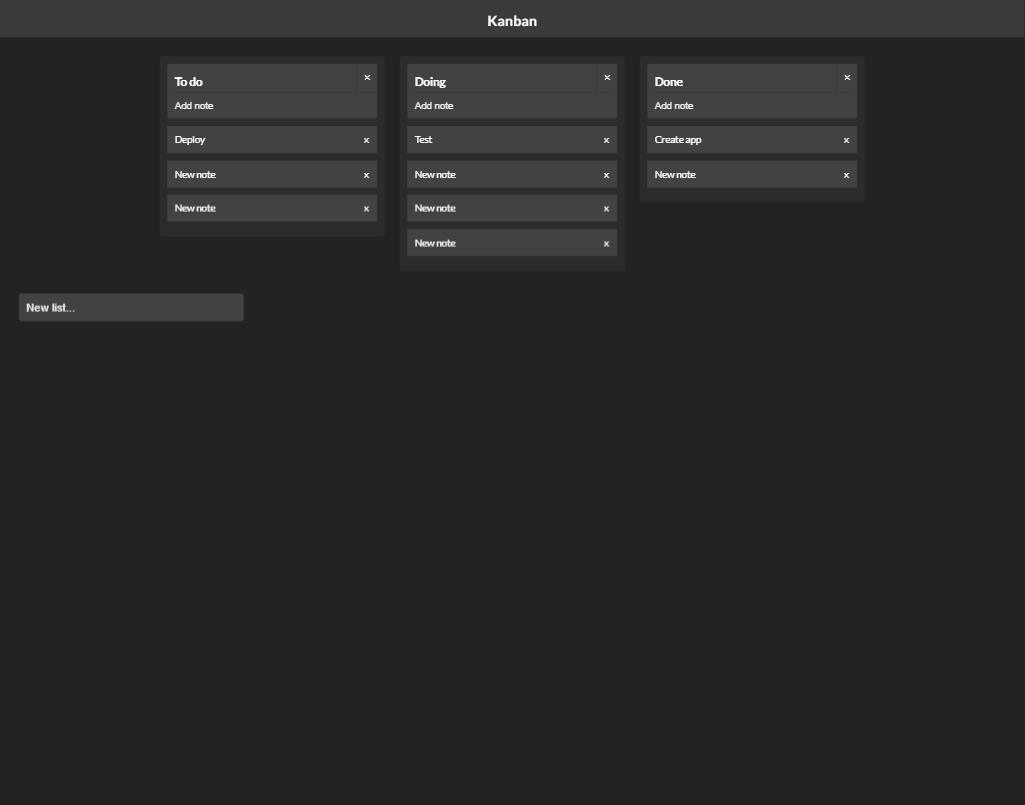 Kanban
To do ×
Add note
Deploy x
New note x
New note x
Doing ×
Add note
Test x
New note x
New note x
New note x
Done ×
Add note
Create app x
New note x
New list...